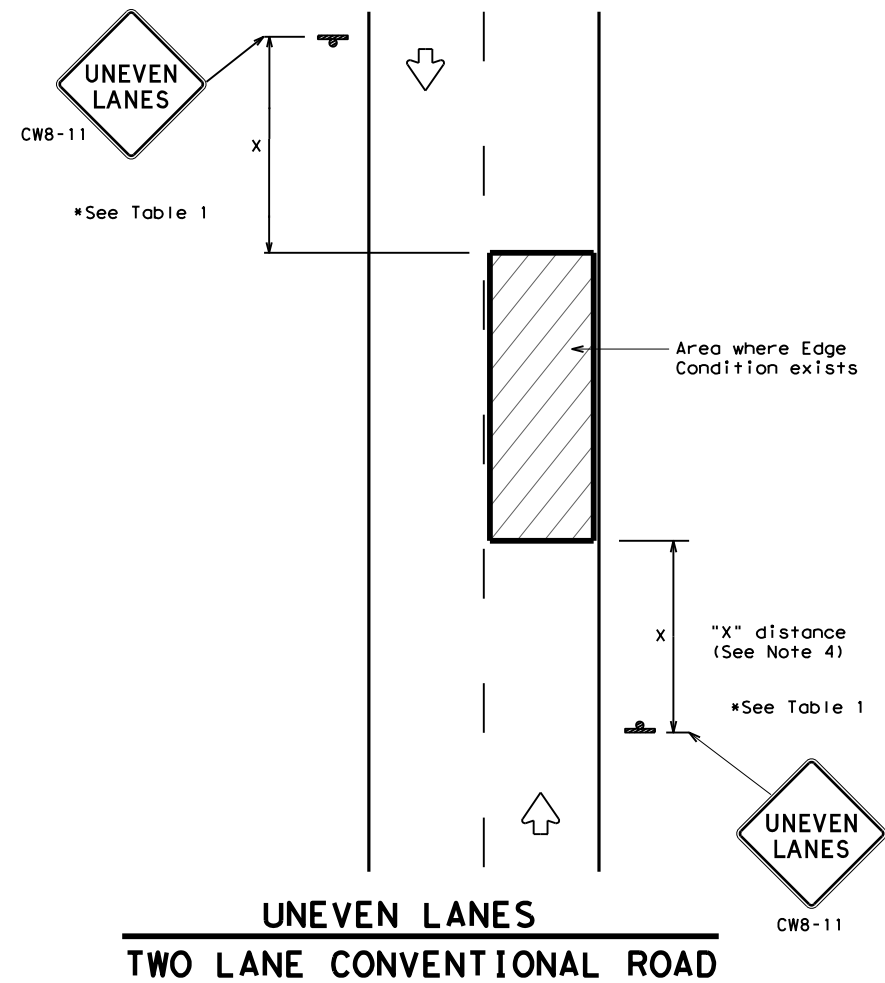 UNEVEN
LANES
CW8-11
X
*See Table 1
Area where Edge
Condition exists
X
"X" distance
(See Note 4)
*See Table 1
UNEVEN
LANES
CW8-11
UNEVEN LANES
TWO LANE CONVENTIONAL ROAD